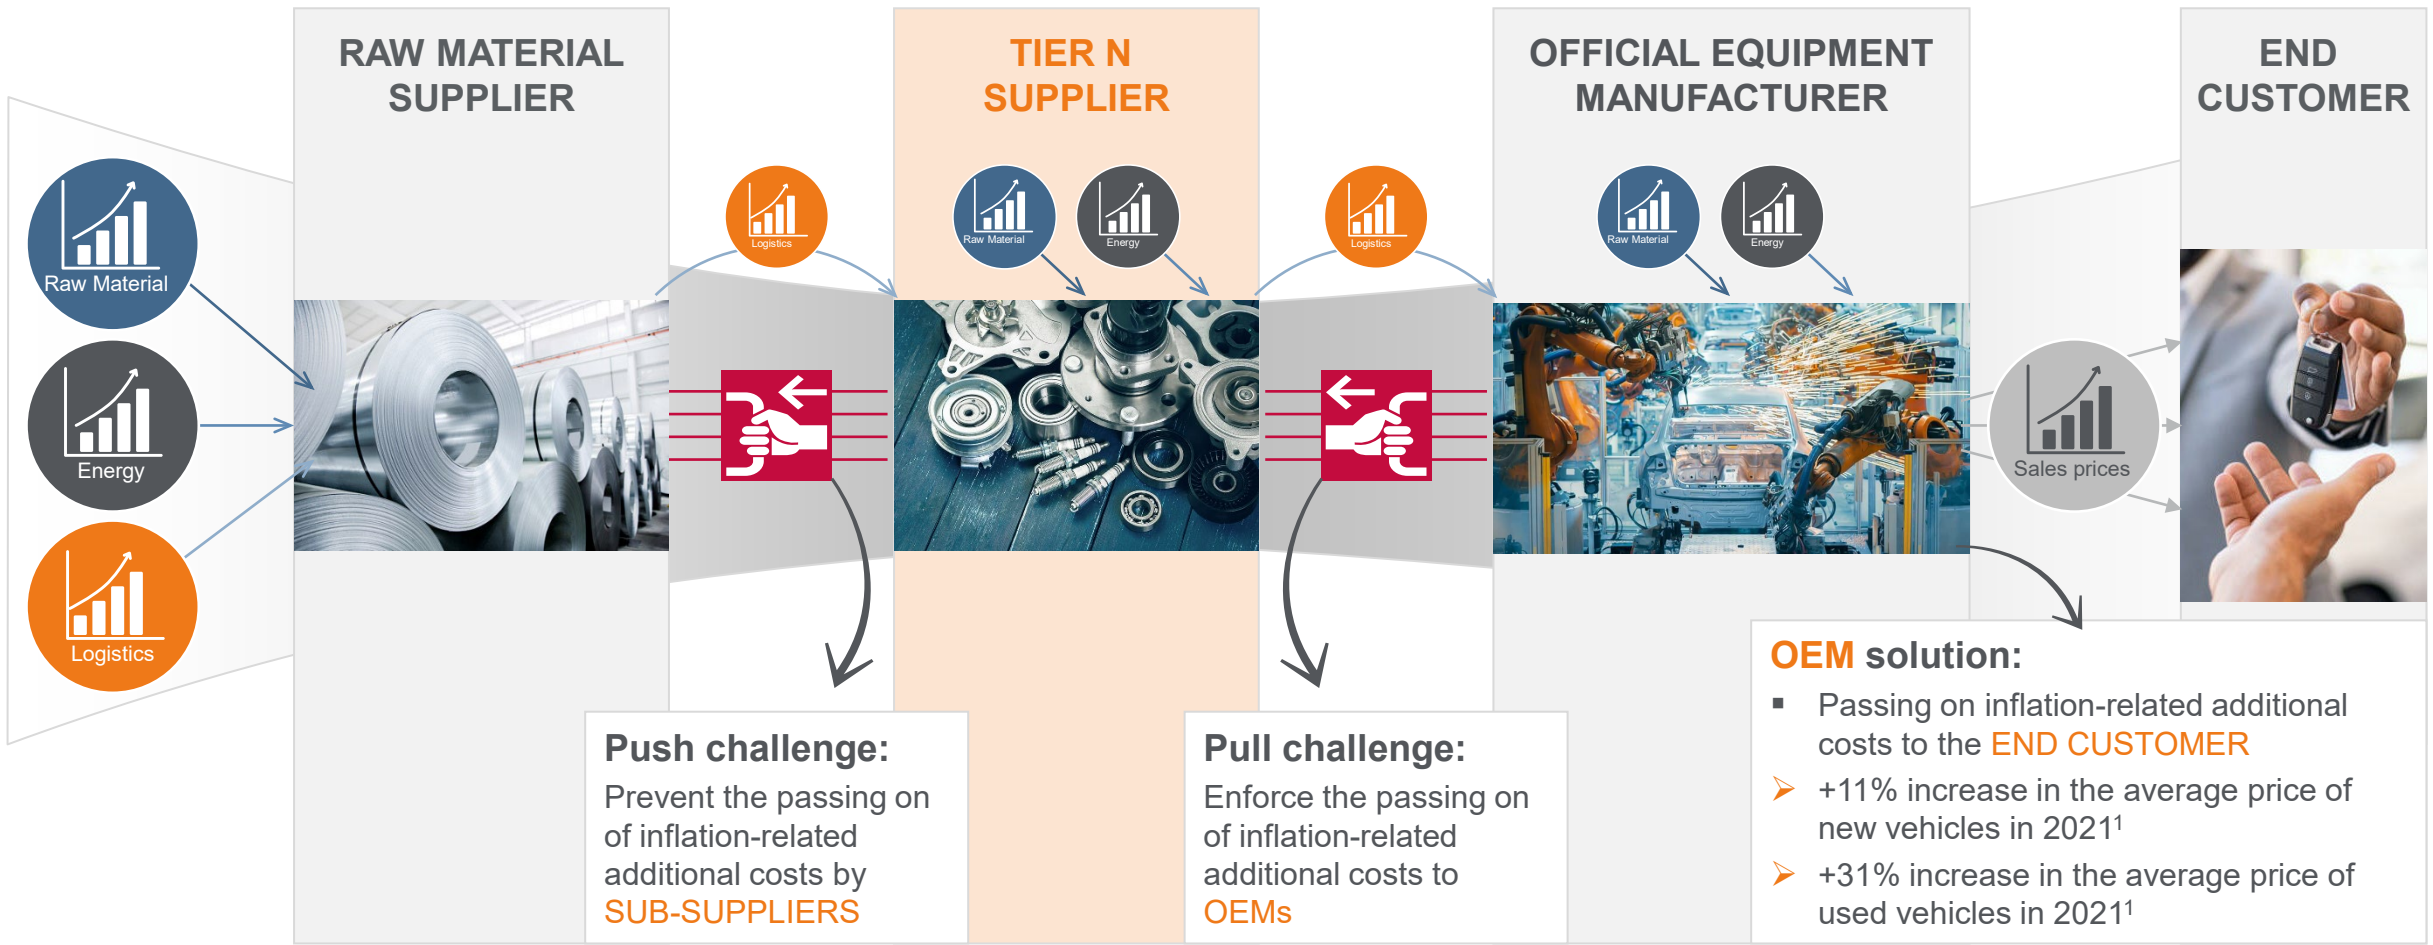 RAW MATERIAL
SUPPLIER
TIER N
SUPPLIER
OFFICIAL EQUIPMENT
MANUFACTURER
END
CUSTOMER
Raw Material
Energy
Logistics
Logistics
Raw Material
Energy
Logistics
Raw Material
Energy
Sales prices
Push challenge:
Prevent the passing on
of inflation-related
additional costs by
SUB-SUPPLIERS
Pull challenge:
Enforce the passing on
of inflation-related
additional costs to
OEMs
OEM solution:
▪ Passing on inflation-related additional
costs to the END CUSTOMER
➢ +11% increase in the average price of
new vehicles in 2021¹
➢ +31% increase in the average price of
used vehicles in 2021¹